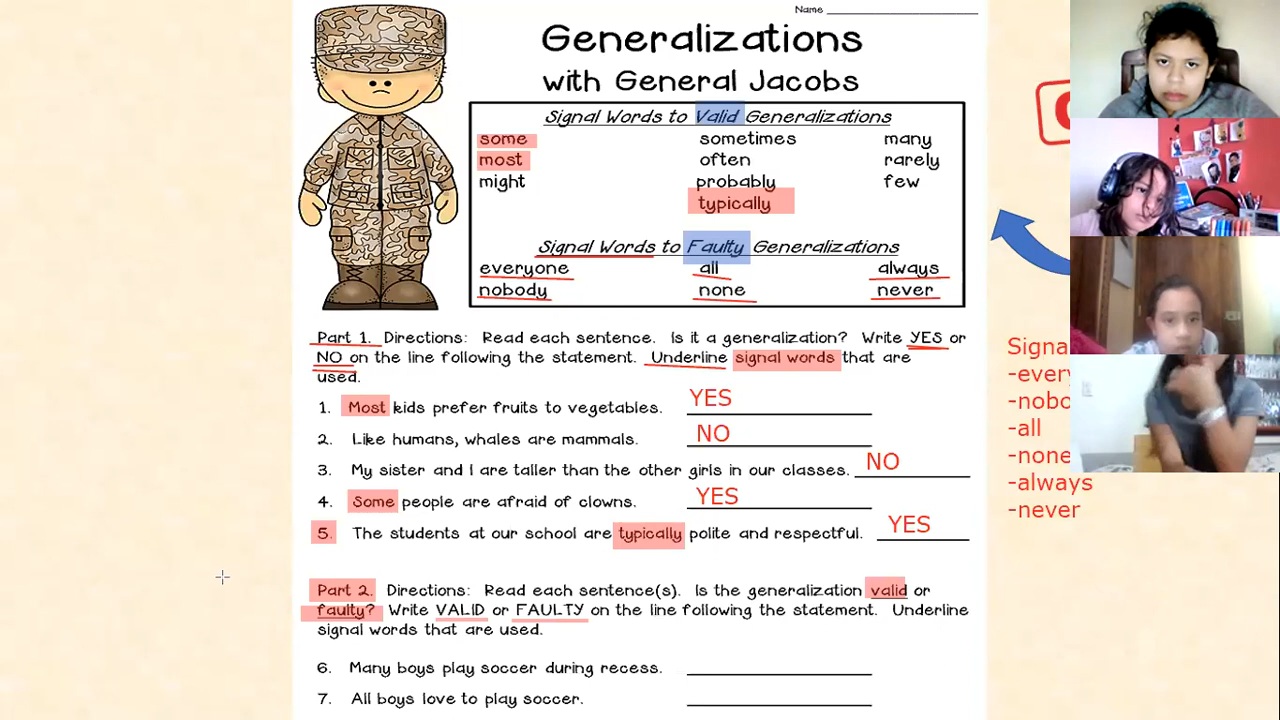 Name
Generalizations
with General Jacobs
Signal Words to Valid Generalizations
some sometimes many
most often rarely
might probably few
typically
Signal Words to Faulty Generalizations
everyone all always
nobody none never
Part 1. Directions: Read each sentence. Is it a generalization? Write YES or
NO on the line following the statement. Underline signal words that are
used.
1. Most kids prefer fruits to vegetables. YES
2. Like humans, whales are mammals. NO
3. My sister and I are taller than the other girls in our classes. NO
4. Some people are afraid of clowns. YES
5. The students at our school are typically polite and respectful. YES
Part 2. Directions: Read each sentence(s). Is the generalization valid or
faulty? Write VALID or FAULTY on the line following the statement. Underline
signal words that are used.
6. Many boys play soccer during recess.
7. All boys love to play soccer.
-all
-none
-always
-never